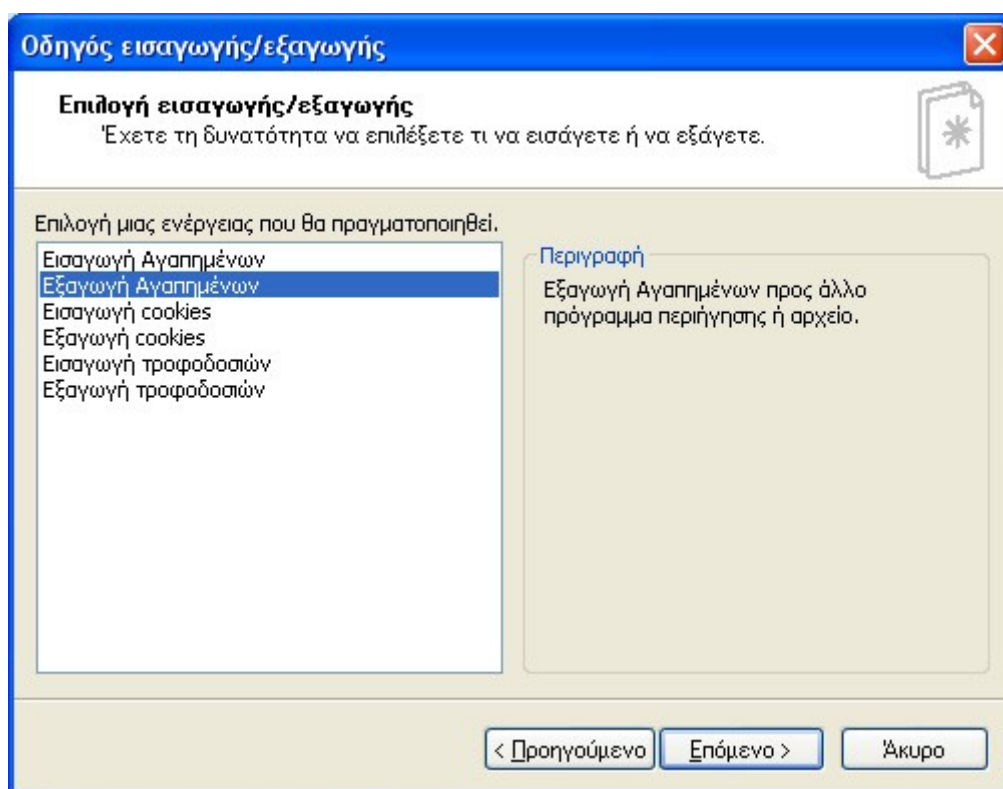 Οδηγός εισαγωγής/εξαγωγής
Επιλογή εισαγωγής/εξαγωγής
Έχετε τη δυνατότητα να επιλέξετε τι να εισάγετε ή να εξάγετε.
Επιλογή μιας ενέργειας που θα πραγματοποιηθεί.
Εισαγωγή Αγαπημένων
Εξαγωγή Αγαπημένων
Εισαγωγή cookies
Εξαγωγή cookies
Εισαγωγή τροφοδοσιών
Εξαγωγή τροφοδοσιών
Περιγραφή
Εξαγωγή Αγαπημένων προς άλλο
πρόγραμμα περιήγησης ή αρχείο.
< Προηγούμενο
Επόμενο >
Άκυρο